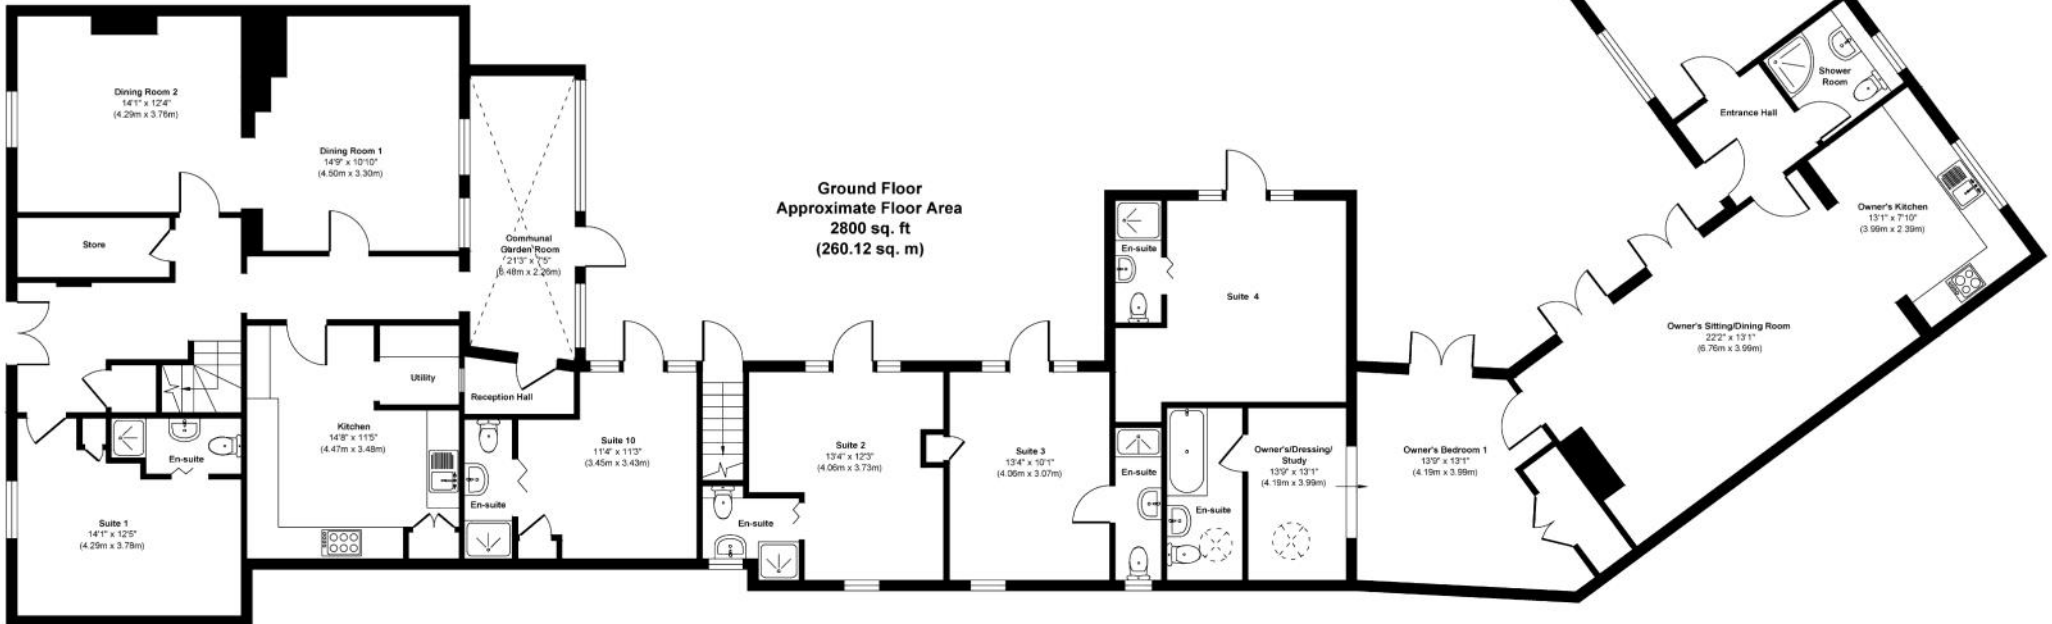 Dining Room 2
14'1" x 12'4"
(4.29m x 3.76m)
Dining Room 1
14'9" x 10'10"
(4.50m x 3.30m)
Store
Communal
Garden Room
21'3" x 7'5"
(6.48m x 2.26m)
Ground Floor
Approximate Floor Area
2800 sq. ft
(260.12 sq. m)
Shower
Room
Entrance Hall
Owner's Kitchen
13'1" x 7'10"
(3.99m x 2.39m)
En-suite
Suite 4
Owner's Sitting/Dining Room
22'2" x 13'1"
(6.76m x 3.99m)
Utility
Reception Hall
Kitchen
14'8" x 11'5"
(4.47m x 3.48m)
En-suite
Suite 1
14'1" x 12'5"
(4.29m x 3.78m)
Suite 10
11'4" x 11'3"
(3.45m x 3.43m)
En-suite
En-suite
Suite 2
13'4" x 12'3"
(4.06m x 3.73m)
Suite 3
13'4" x 10'1"
(4.06m x 3.07m)
En-suite
En-suite
Owner's/Dressing/
Study
13'9" x 13'1"
(4.19m x 3.99m)
Owner's Bedroom 1
13'9" x 13'1"
(4.19m x 3.99m)